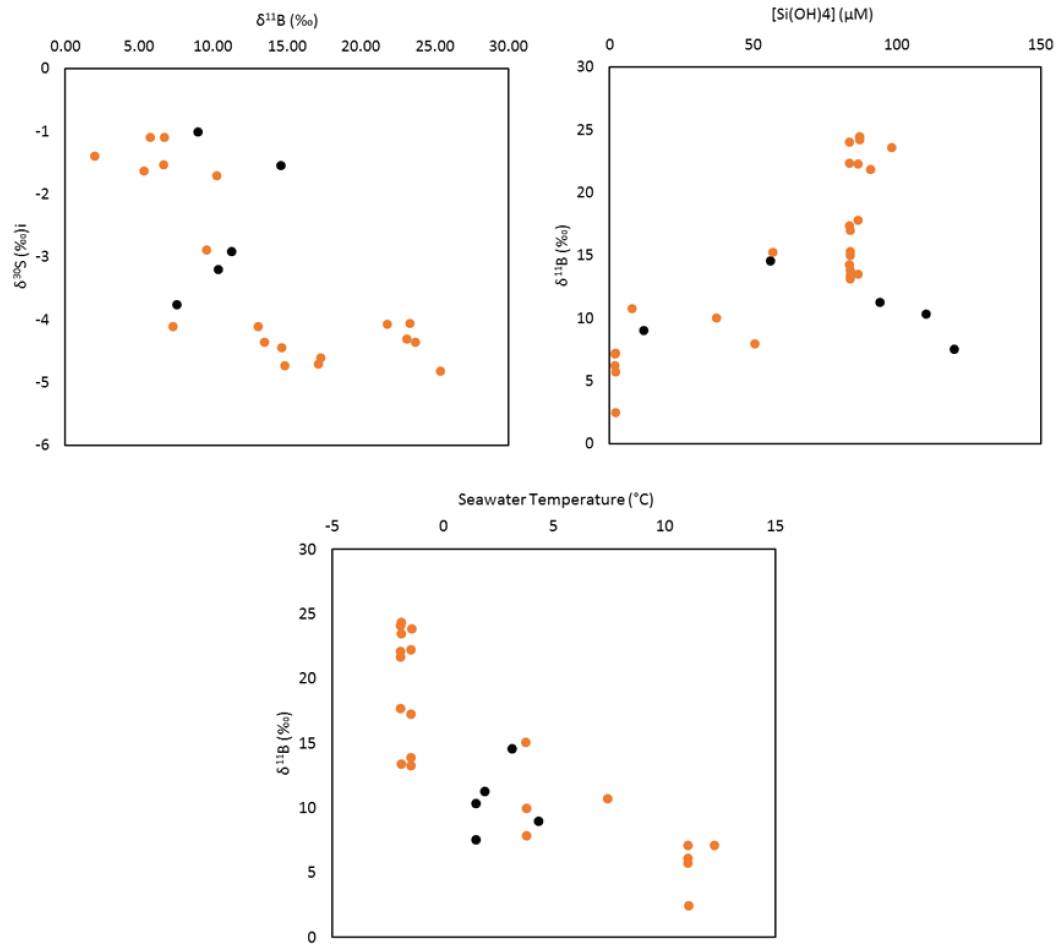 δ¹¹B (‰)
0.00 5.00 10.00 15.00 20.00 25.00 30.00
0
-1
-2
-3
-4
-5
-6
δ³⁰S (‰)i
[Si(OH)4] (μM)
0 50 100 150
30
25
20
15
10
5
0
δ¹¹B (‰)
Seawater Temperature (°C)
-5 0 5 10 15
30
25
20
15
10
5
0
δ¹¹B (‰)